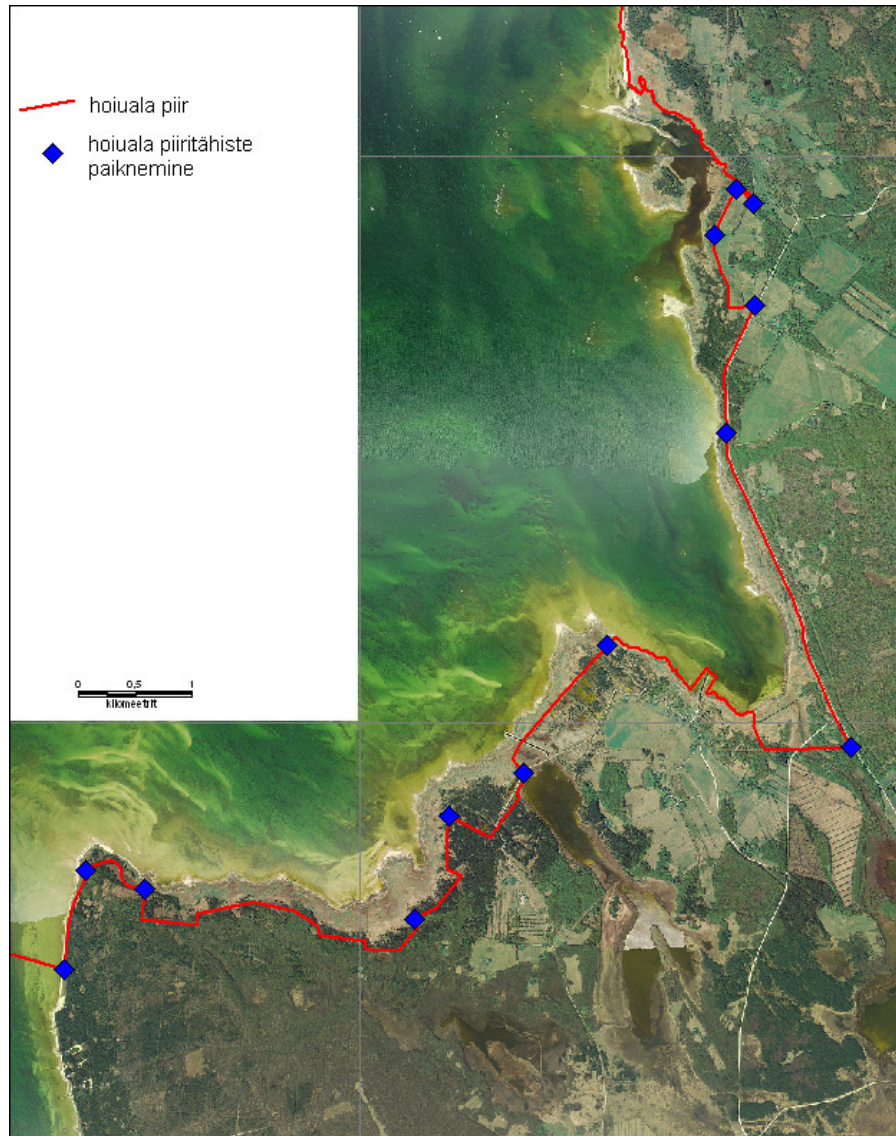 hoiuala piir
hoiuala piiritähiste
paiknemine
0 0,5 1
kilomeetrit